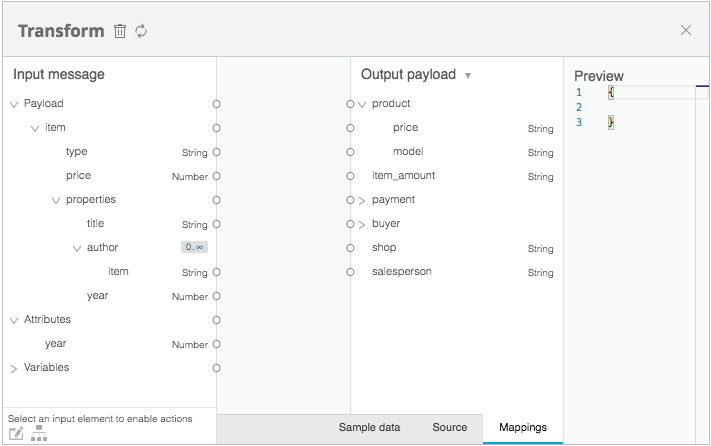 Transform
Input message
Payload
item
type String
price Number
properties
title String
author 0..∞
item String
year Number
Attributes
year Number
Variables
Select an input element to enable actions
Output payload
product
price String
model String
item_amount String
payment
buyer
shop String
salesperson String
Preview
1 {
2
3 }
Sample data Source Mappings